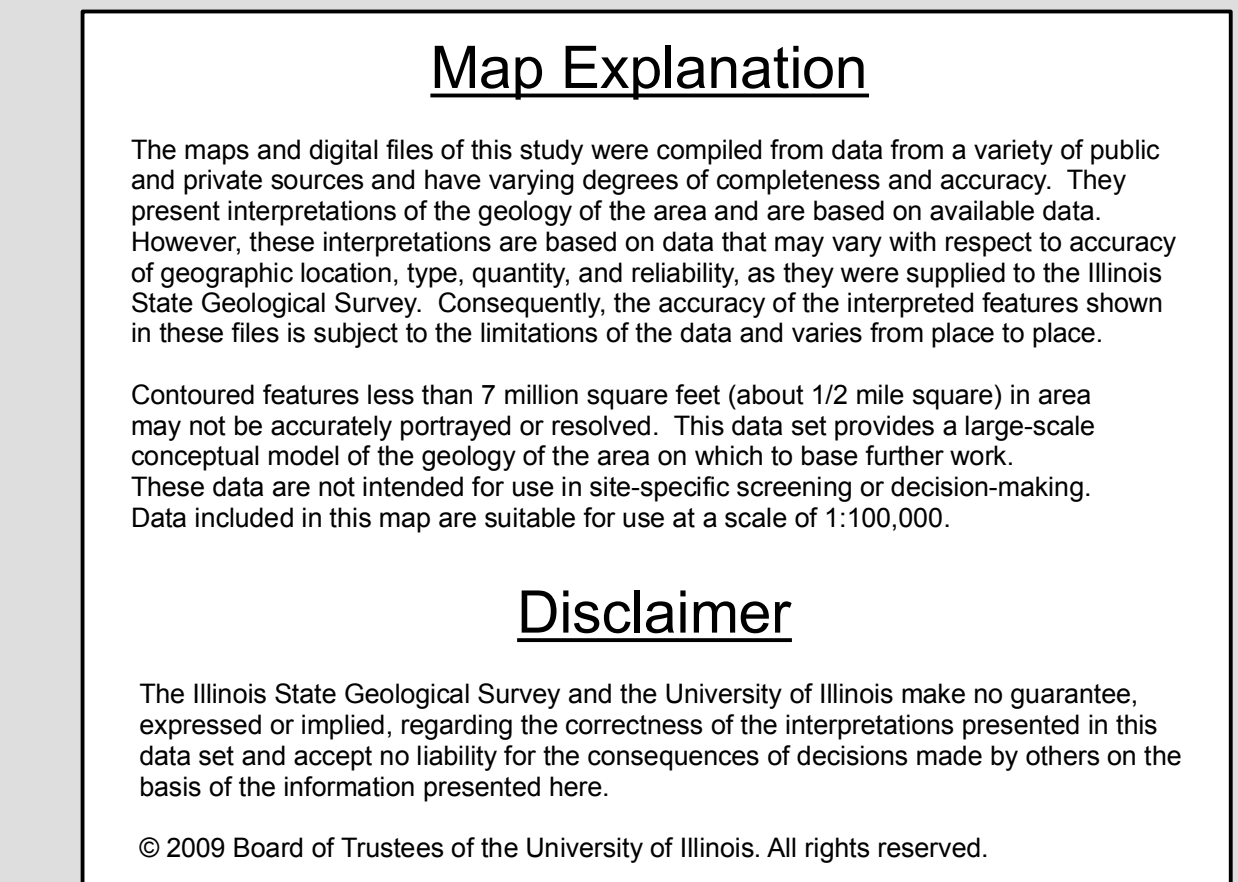 Map Explanation
The maps and digital files of this study were compiled from data from a variety of public
and private sources and have varying degrees of completeness and accuracy.  They
present interpretations of the geology of the area and are based on available data.
However, these interpretations are based on data that may vary with respect to accuracy
of geographic location, type, quantity, and reliability, as they were supplied to the Illinois
State Geological Survey.  Consequently, the accuracy of the interpreted features shown
in these files is subject to the limitations of the data and varies from place to place.
Contoured features less than 7 million square feet (about 1/2 mile square) in area
may not be accurately portrayed or resolved.  This data set provides a large-scale
conceptual model of the geology of the area on which to base further work.
These data are not intended for use in site-specific screening or decision-making.
Data included in this map are suitable for use at a scale of 1:100,000.
Disclaimer
The Illinois State Geological Survey and the University of Illinois make no guarantee,
expressed or implied, regarding the correctness of the interpretations presented in this
data set and accept no liability for the consequences of decisions made by others on the
basis of the information presented here.
© 2009 Board of Trustees of the University of Illinois. All rights reserved.